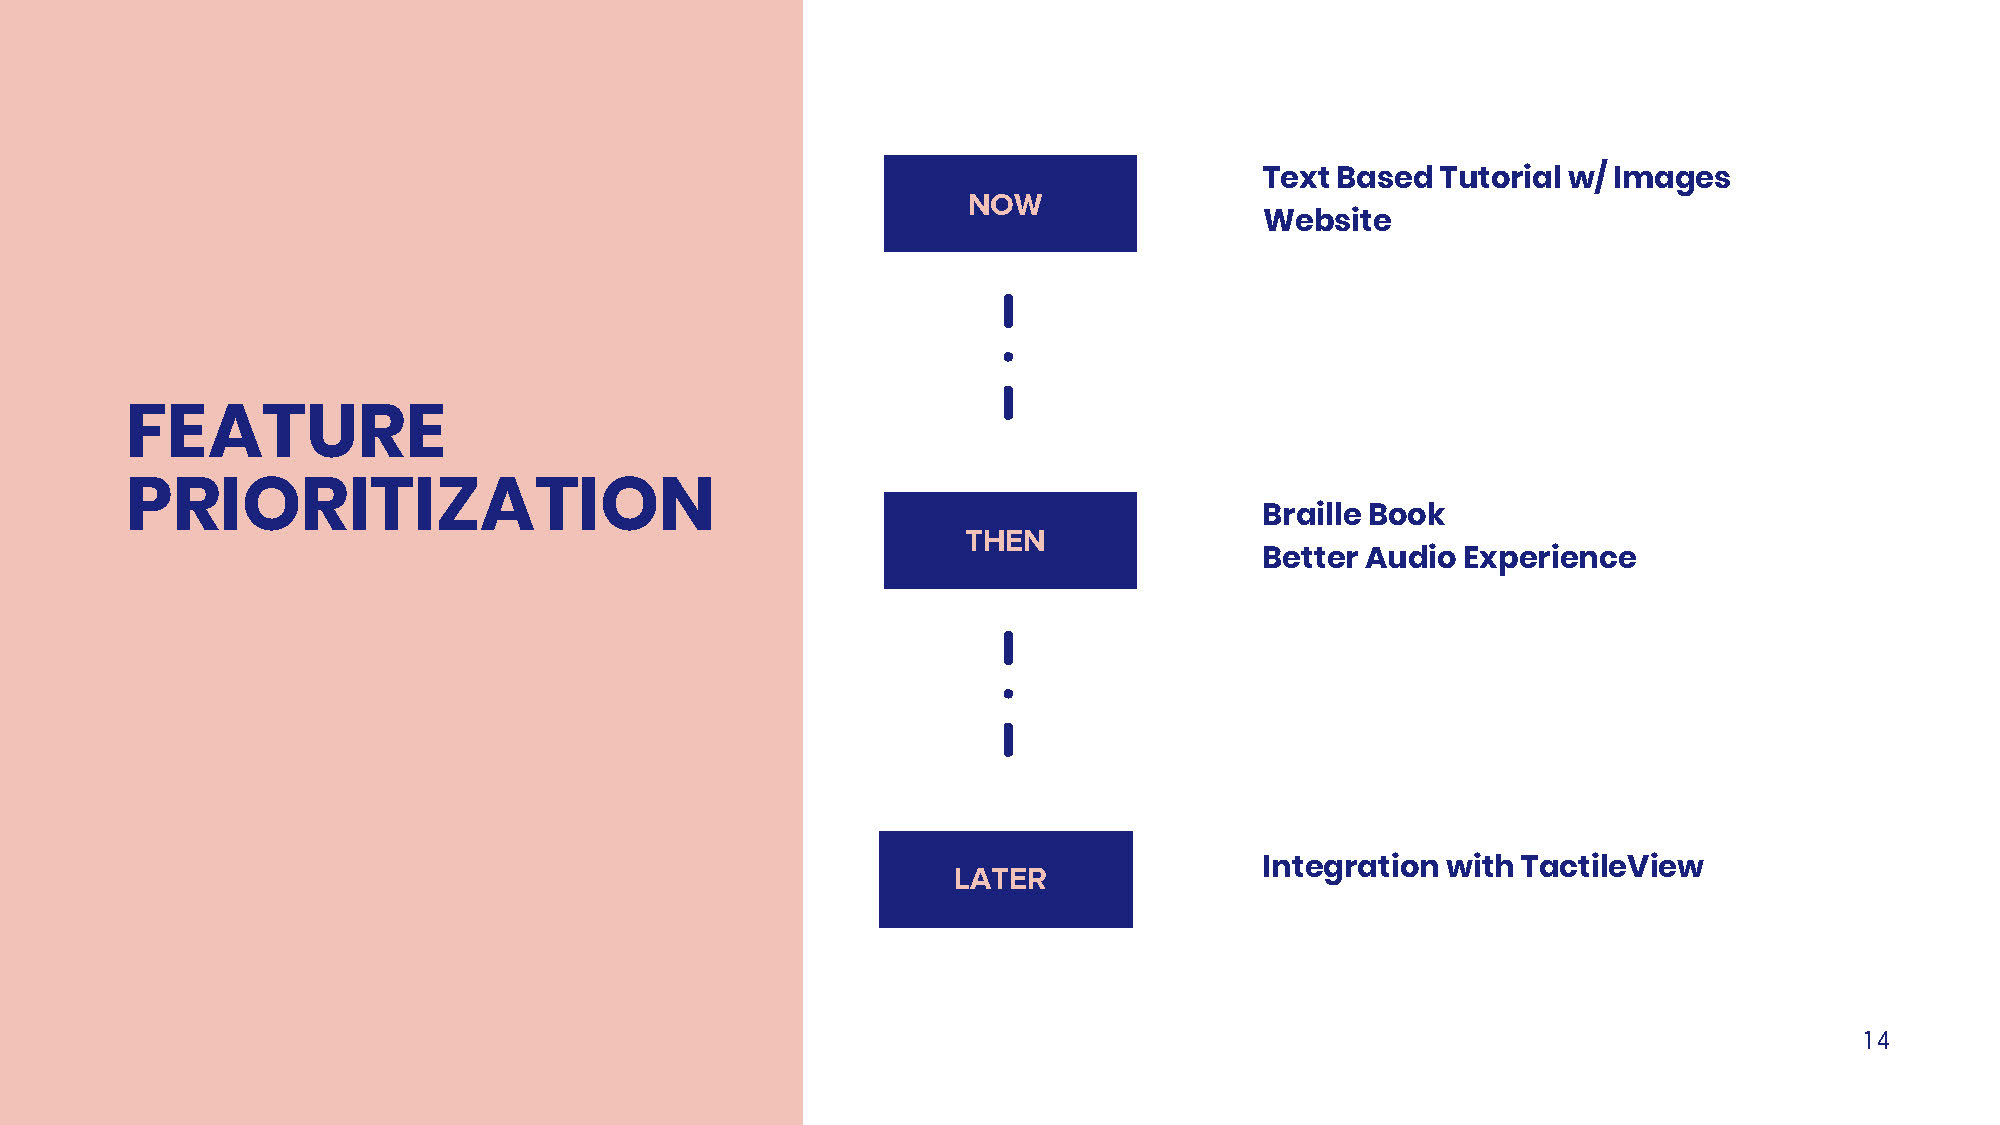 FEATURE
PRIORITIZATION
NOW
Text Based Tutorial w/ Images
Website
THEN
Braille Book
Better Audio Experience
LATER
Integration with TactileView
14